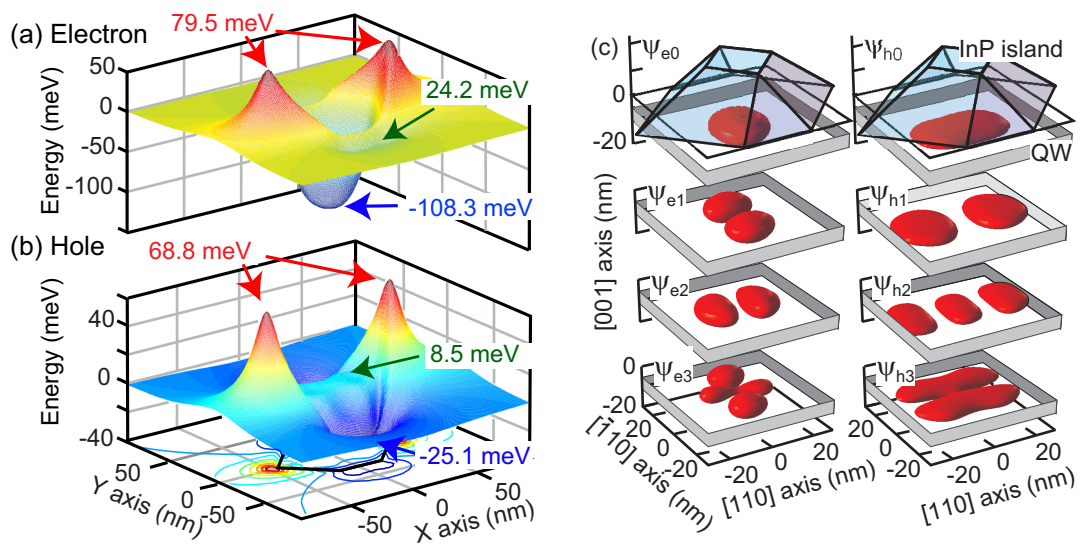 (a) Electron
79.5 meV
24.2 meV
-108.3 meV
Energy (meV)
50
0
-50
-100
(b) Hole
68.8 meV
8.5 meV
-25.1 meV
Energy (meV)
40
0
-40
50
0
-50
Y axis (nm)
-50
0
50
X axis (nm)
(c)
Ψe0
Ψh0
InP island
QW
0
-20
Ψe1
Ψh1
Ψe2
Ψh2
Ψe3
Ψh3
[001] axis (nm)
0
-20
20
0
-20
-20
0
20
20
0
-20
-20
0
20
[1̄10] axis (nm)
[110] axis (nm)
[110] axis (nm)